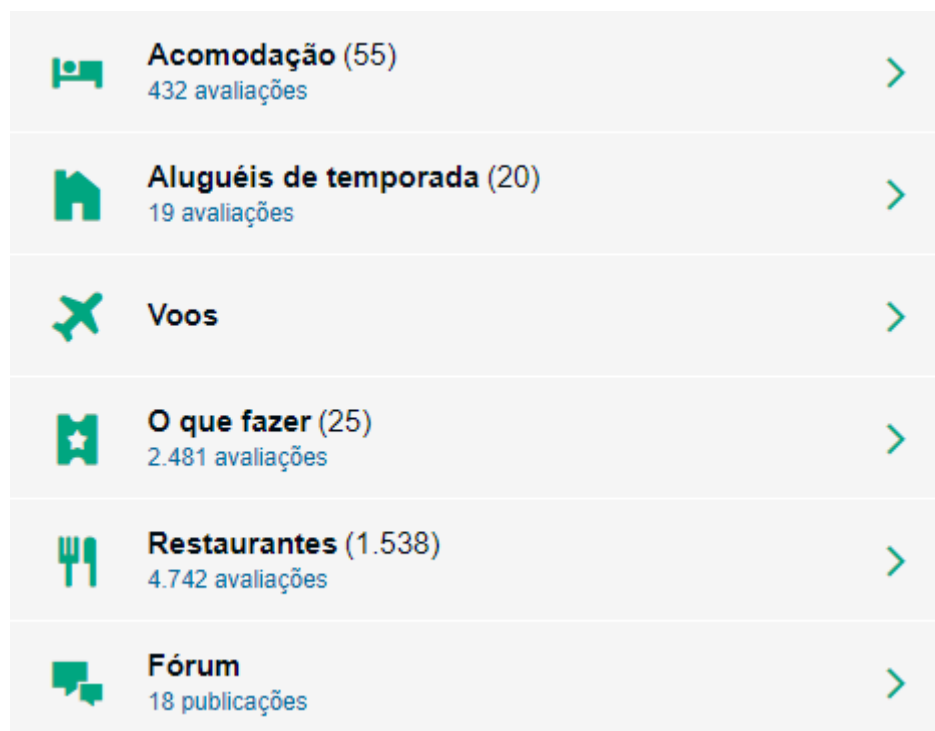 Acomodação (55)
432 avaliações
Aluguéis de temporada (20)
19 avaliações
Voos
O que fazer (25)
2.481 avaliações
Restaurantes (1.538)
4.742 avaliações
Fórum
18 publicações